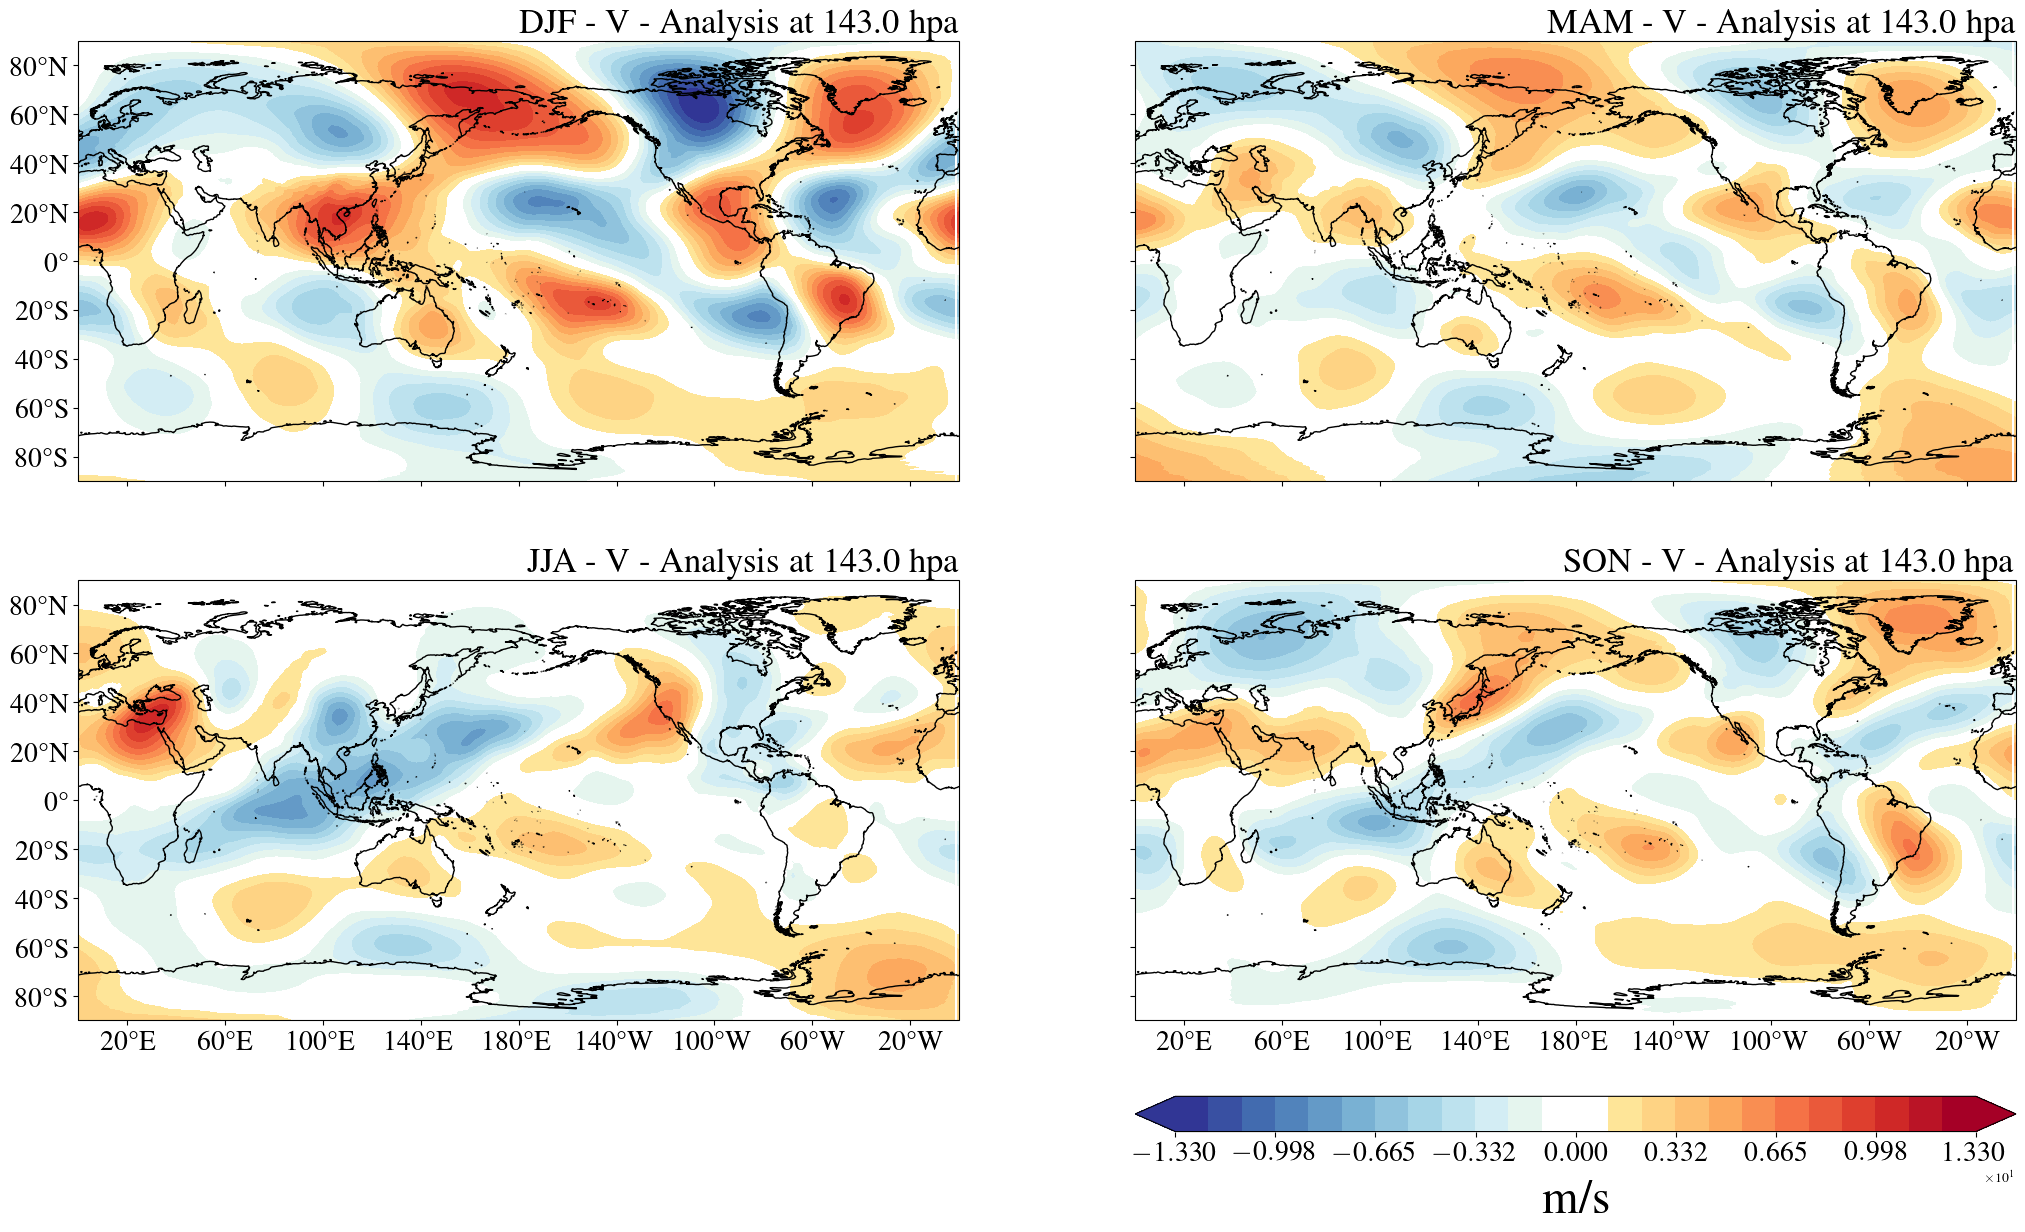 DJF - V - Analysis at 143.0 hpa
MAM - V - Analysis at 143.0 hpa
80°N
60°N
40°N
20°N
0°
20°S
40°S
60°S
80°S
JJA - V - Analysis at 143.0 hpa
SON - V - Analysis at 143.0 hpa
80°N
60°N
40°N
20°N
0°
20°S
40°S
60°S
80°S
20°E 60°E 100°E 140°E 180°E 140°W 100°W 60°W 20°W
20°E 60°E 100°E 140°E 180°E 140°W 100°W 60°W 20°W
−1.330 −0.998 −0.665 −0.332 0.000 0.332 0.665 0.998 1.330
×10¹
m/s